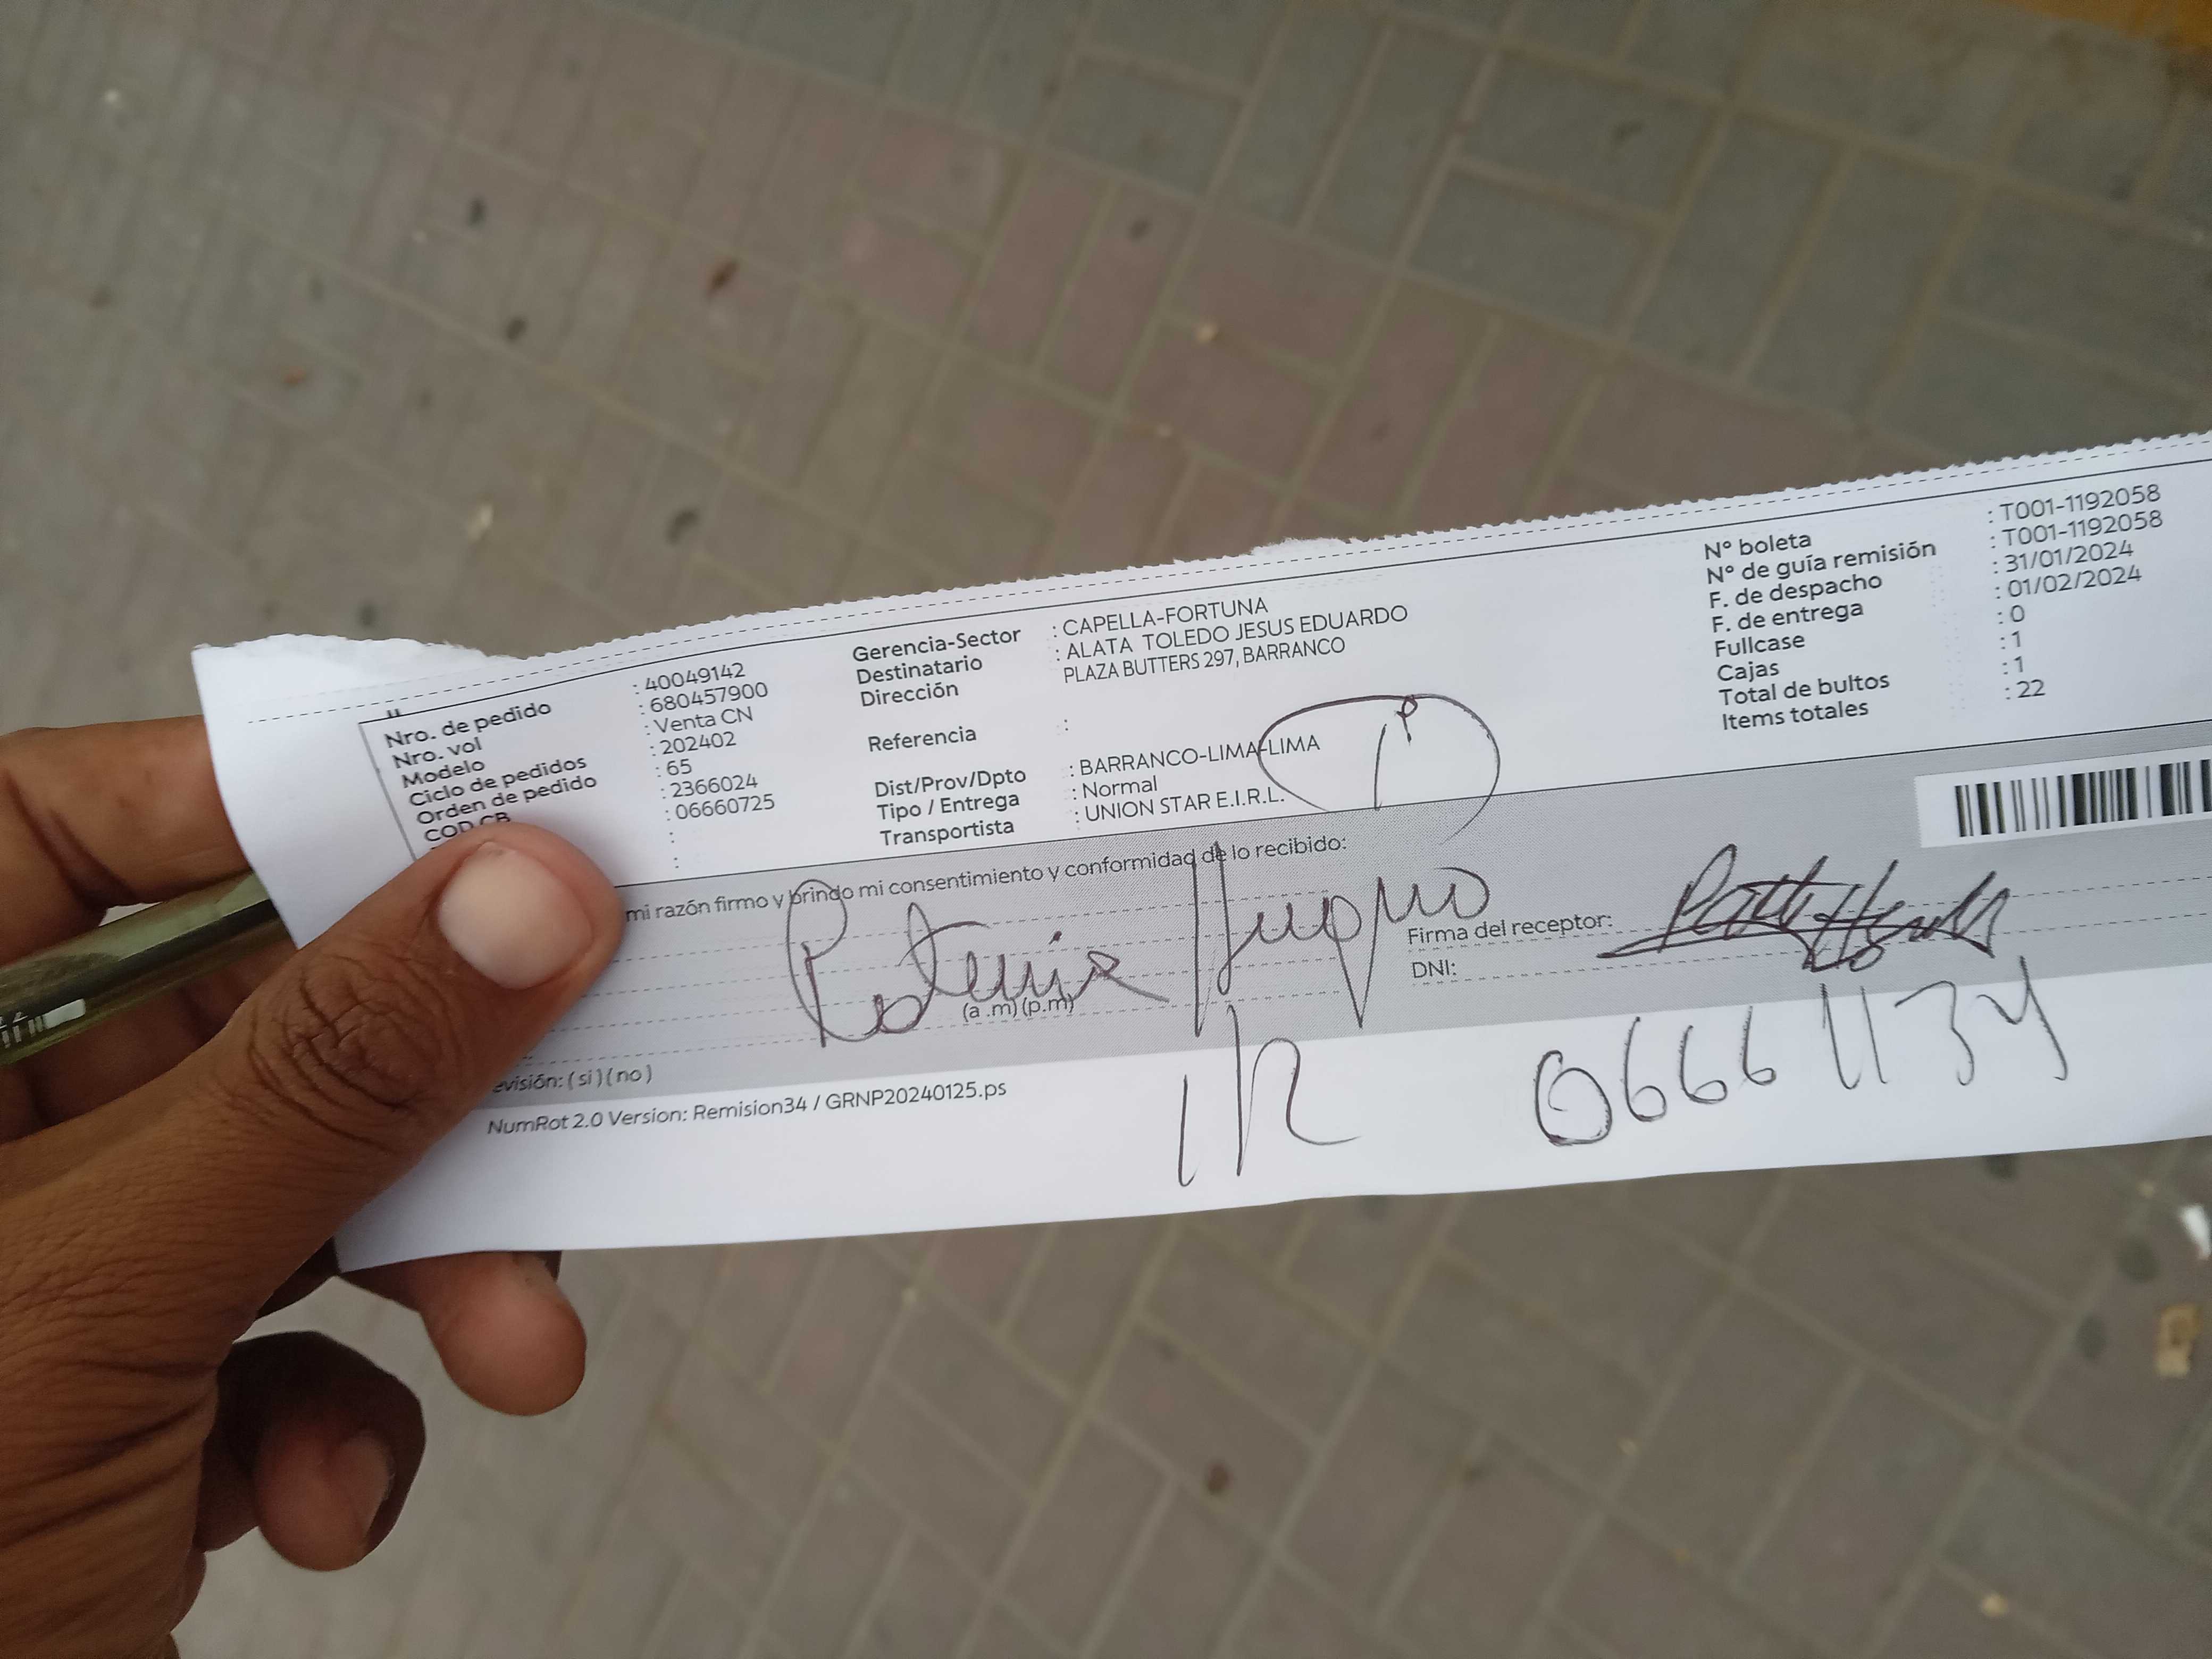 Nro. de pedido : 40049142
Nro. vol : 680457900
Modelo : Venta CN
Ciclo de pedidos : 202402
Orden de pedido : 65
COD.CB : 2366024
: 06660725
:
:
Gerencia-Sector : CAPELLA-FORTUNA
Destinatario : ALATA TOLEDO JESUS EDUARDO
Dirección PLAZA BUTTERS 297, BARRANCO
Referencia :
Dist/Prov/Dpto : BARRANCO-LIMA-LIMA
Tipo / Entrega : Normal
Transportista : UNION STAR E.I.R.L.
N° boleta : T001-1192058
N° de guía remisión : T001-1192058
F. de despacho : 31/01/2024
F. de entrega : 01/02/2024
Fullcase : 0
Cajas : 1
Total de bultos : 1
Items totales : 22
mi razón firmo y brindo mi consentimiento y conformidad de lo recibido:
Firma del receptor:
DNI:
(a .m) (p.m)
evisión: ( si ) ( no )
NumRot 2.0 Version: Remision34 / GRNP20240125.ps